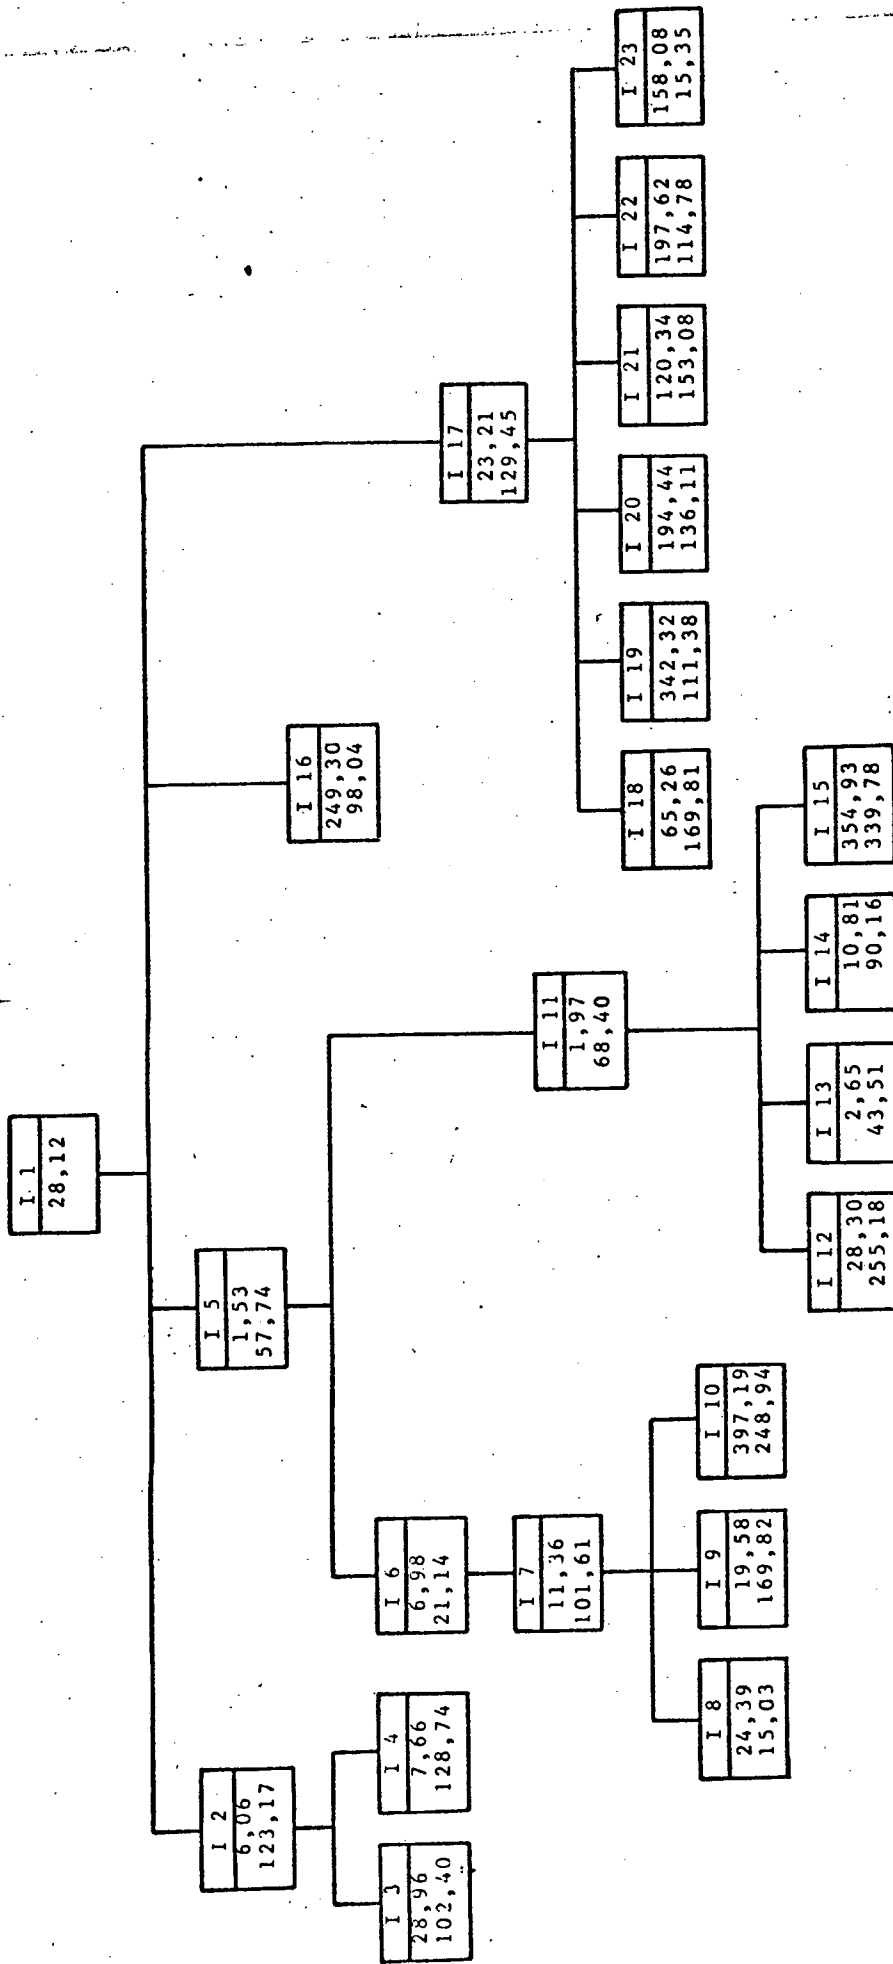 I 1
28,12
I 2
6,06
123,17
I 3
28,96
102,40
I 4
7,66
128,74
I 5
1,53
57,74
I 6
6,98
21,14
I 7
11,36
101,61
I 8
24,39
15,03
I 9
19,58
169,82
I 10
397,19
248,94
I 11
1,97
68,40
I 12
28,30
255,18
I 13
2,65
43,51
I 14
10,81
90,16
I 15
354,93
339,78
I 16
249,30
98,04
I 17
23,21
129,45
I 18
65,26
169,81
I 19
342,32
111,38
I 20
194,44
136,11
I 21
120,34
153,08
I 22
197,62
114,78
I 23
158,08
15,35